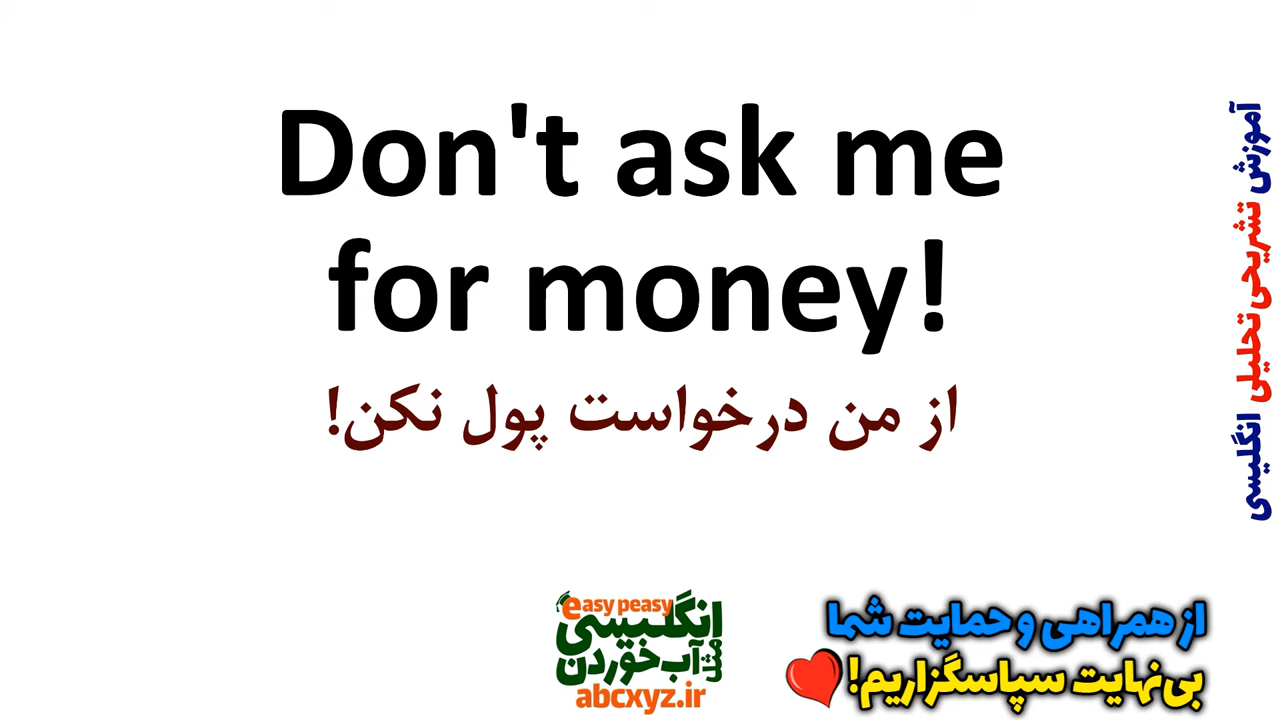 Don't ask me
for money!
از من درخواست پول نکن!
آموزش تشریحی تحلیلی انگلیسی
easy peasy
انگلیسی
مثل
آب خوردن
abcxyz.ir
از همراهی و حمایت شما
بی‌نهایت سپاسگزاریم!